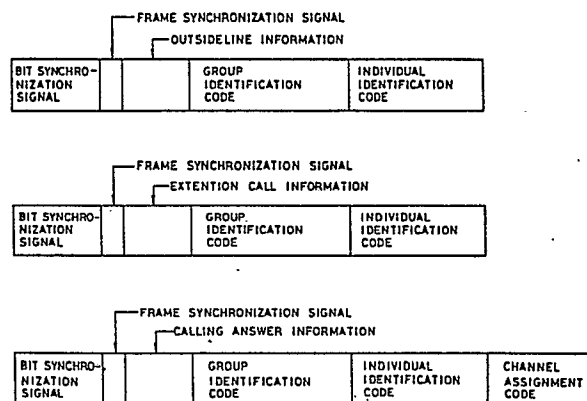 FRAME SYNCHRONIZATION SIGNAL
OUTSIDELINE INFORMATION
BIT SYNCHRO-
NIZATION
SIGNAL
GROUP
IDENTIFICATION
CODE
INDIVIDUAL
IDENTIFICATION
CODE
FRAME SYNCHRONIZATION SIGNAL
EXTENTION CALL INFORMATION
BIT SYNCHRO-
NIZATION
SIGNAL
GROUP.
IDENTIFICATION
CODE
INDIVIDUAL
IDENTIFICATION
CODE
FRAME SYNCHRONIZATION SIGNAL
CALLING ANSWER INFORMATION
BIT SYNCHRO-
NIZATION
SIGNAL
GROUP
IDENTIFICATION
CODE
INDIVIDUAL
IDENTIFICATION
CODE
CHANNEL
ASSIGNMENT
CODE